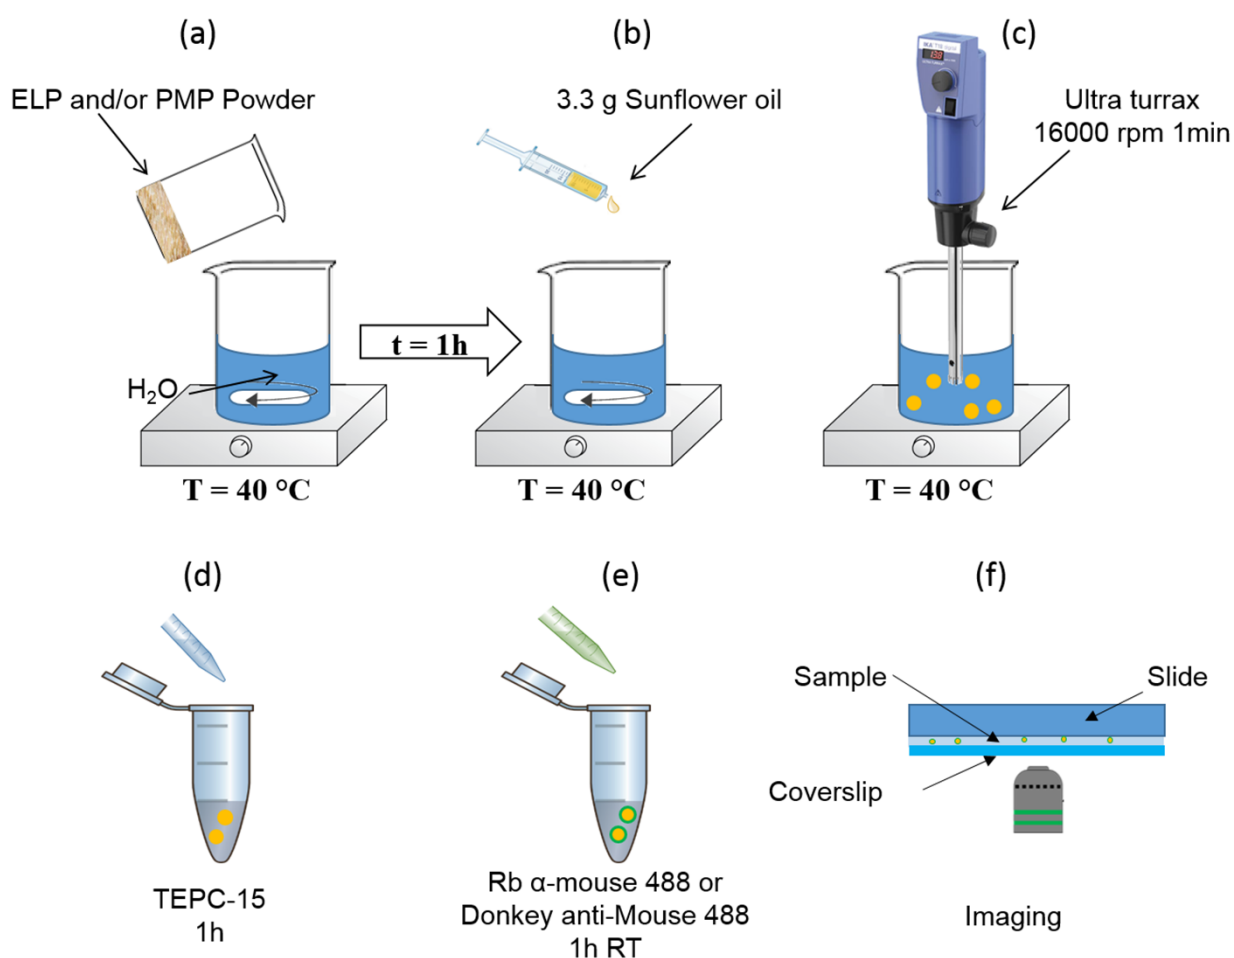 (a)
(b)
(c)
ELP and/or PMP Powder
3.3 g Sunflower oil
Ultra turrax
16000 rpm 1min
t = 1h
H₂O
T = 40 °C
T = 40 °C
T = 40 °C
(d)
(e)
(f)
Sample
Slide
Coverslip
TEPC-15
1h
Rb α-mouse 488 or
Donkey anti-Mouse 488
1h RT
Imaging